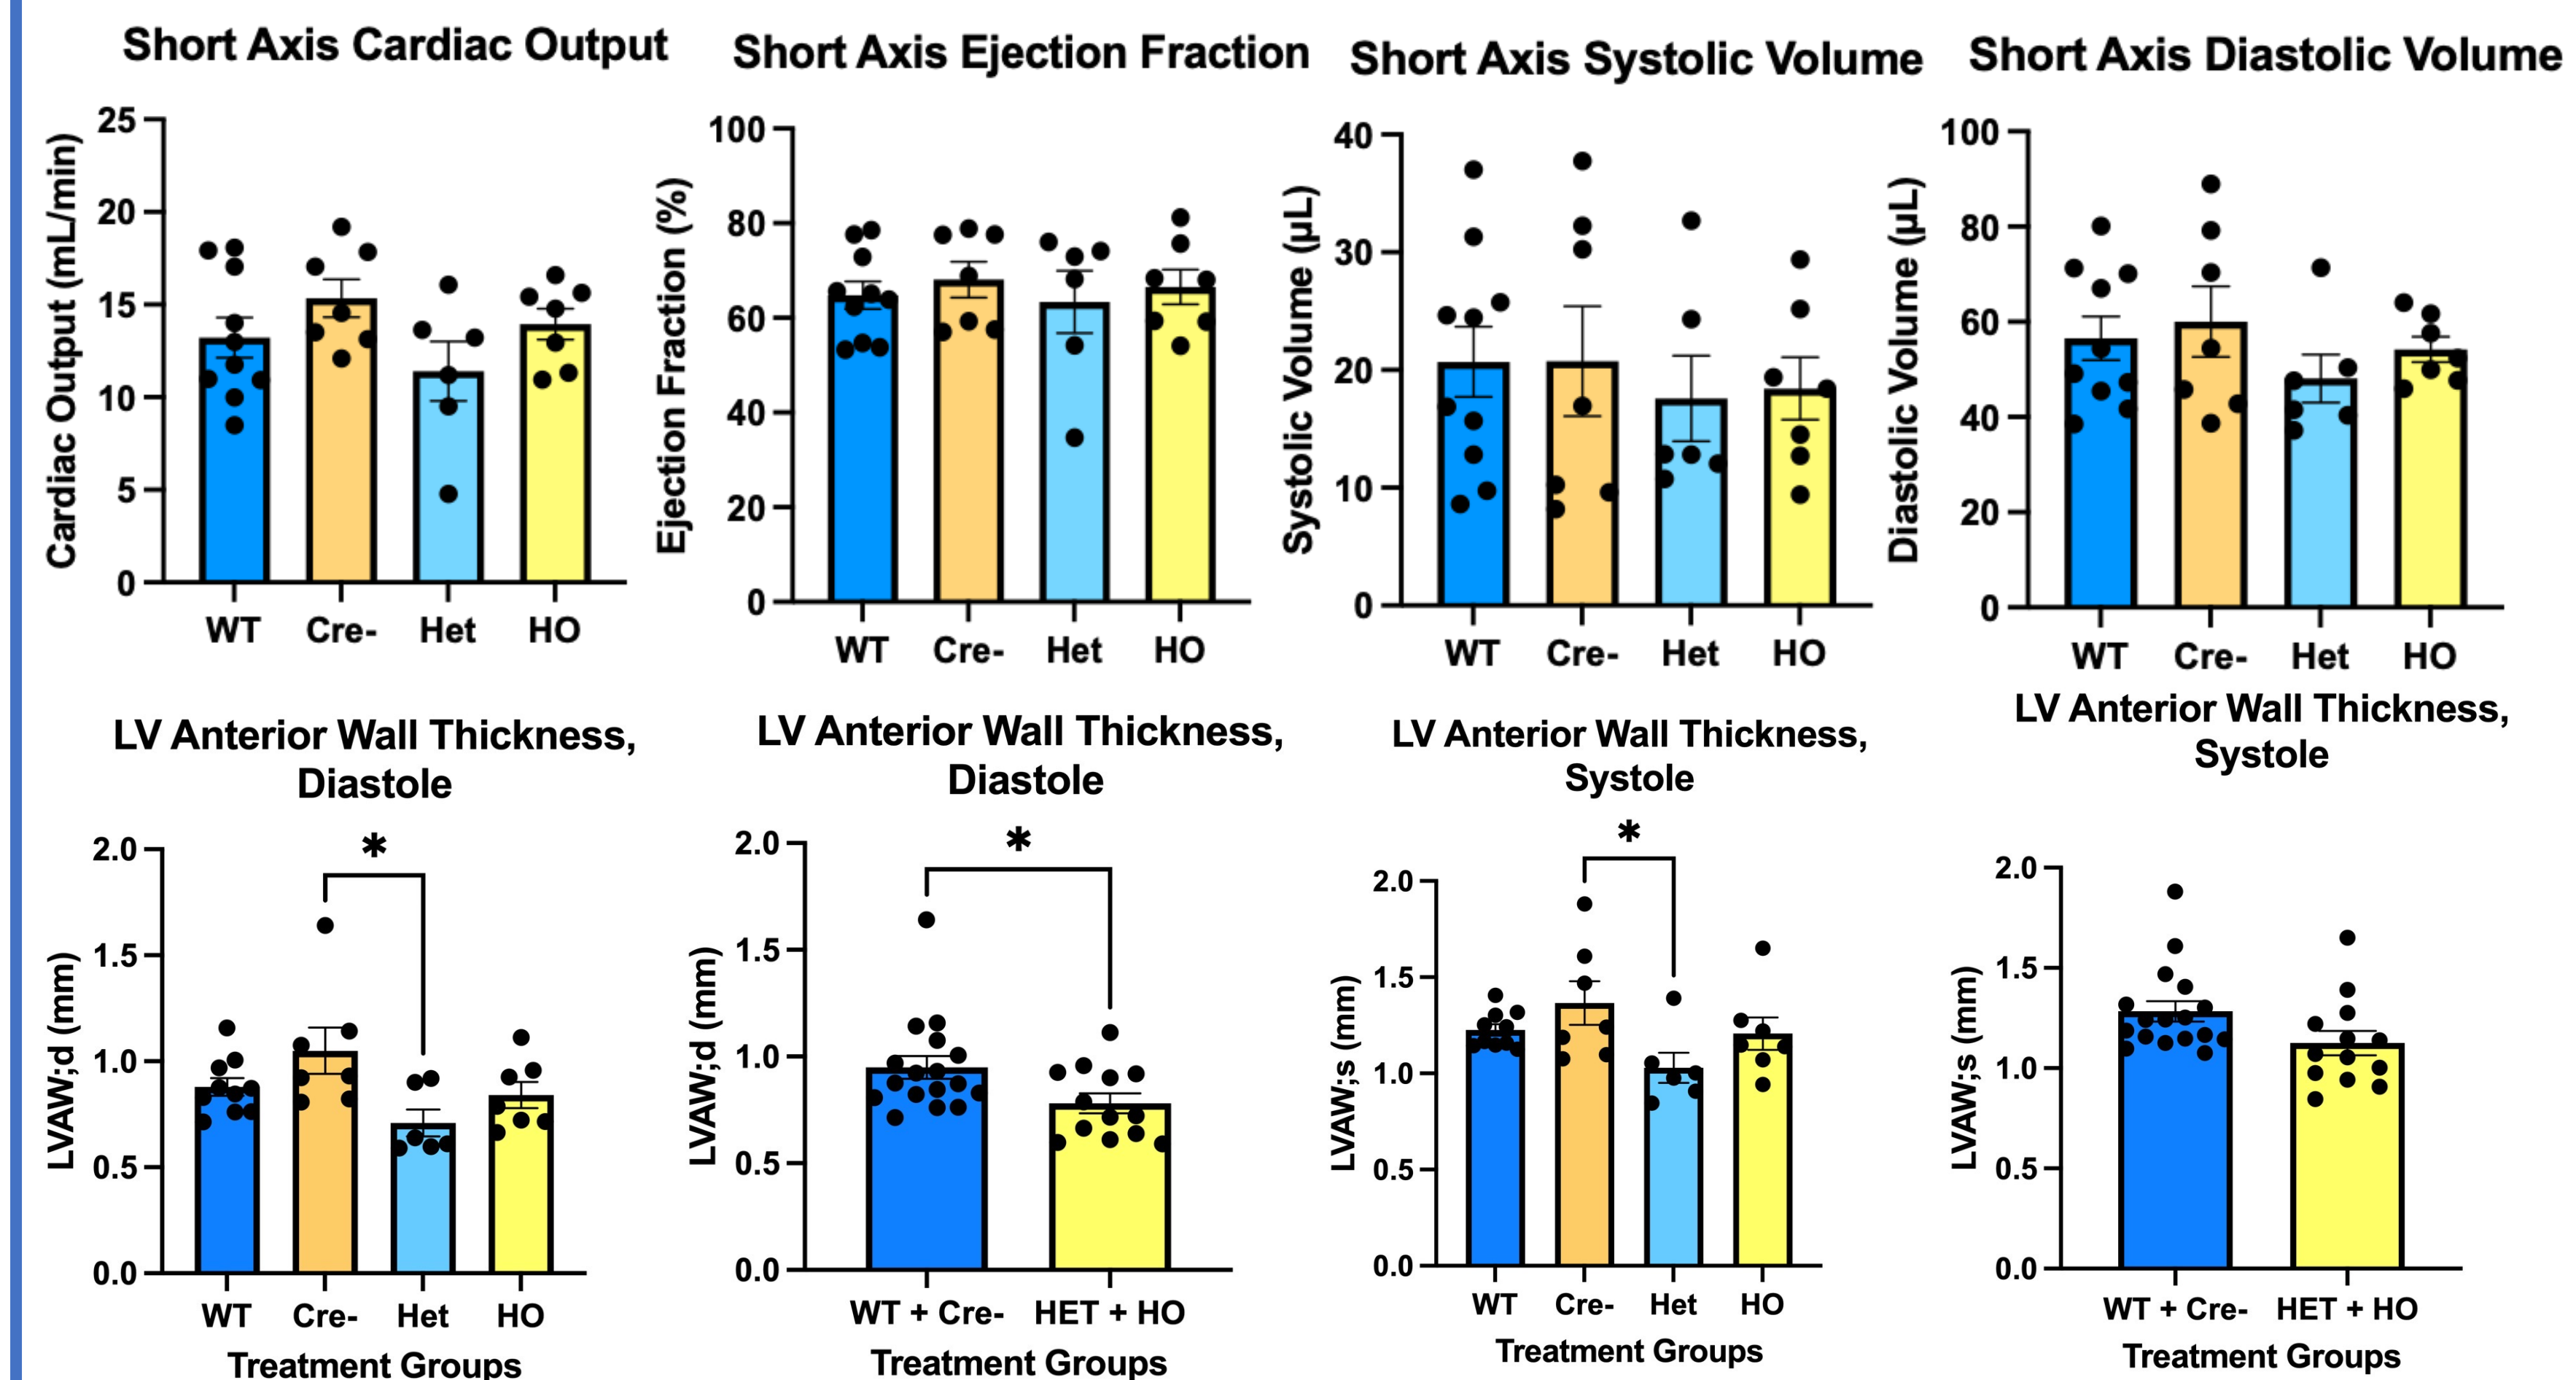 Short Axis Cardiac Output
Cardiac Output (mL/min)
25
20
15
10
5
0
WT Cre- Het HO
Short Axis Ejection Fraction
Ejection Fraction (%)
100
80
60
40
20
0
WT Cre- Het HO
Short Axis Systolic Volume
Systolic Volume (µL)
40
30
20
10
0
WT Cre- Het HO
Short Axis Diastolic Volume
Diastolic Volume (µL)
100
80
60
40
20
0
WT Cre- Het HO
LV Anterior Wall Thickness,
Diastole
*
LVAW;d (mm)
2.0
1.5
1.0
0.5
0.0
WT Cre- Het HO
Treatment Groups
LV Anterior Wall Thickness,
Diastole
*
LVAW;d (mm)
2.0
1.5
1.0
0.5
0.0
WT + Cre- HET + HO
Treatment Groups
LV Anterior Wall Thickness,
Systole
*
LVAW;s (mm)
2.0
1.5
1.0
0.5
0.0
WT Cre- Het HO
Treatment Groups
LV Anterior Wall Thickness,
Systole
LVAW;s (mm)
2.0
1.5
1.0
0.5
0.0
WT + Cre- HET + HO
Treatment Groups